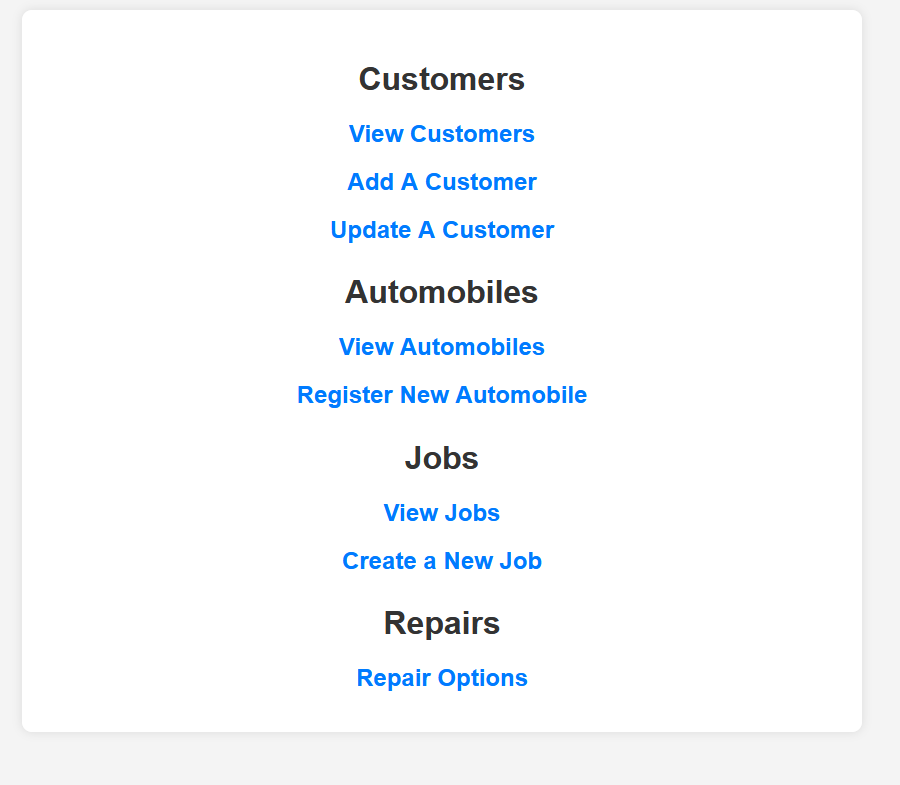 Customers
View Customers
Add A Customer
Update A Customer
Automobiles
View Automobiles
Register New Automobile
Jobs
View Jobs
Create a New Job
Repairs
Repair Options